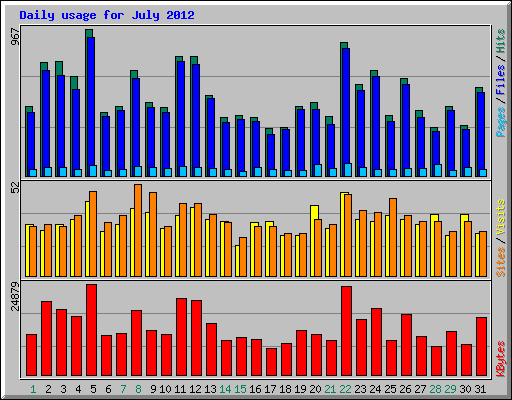 Daily usage for July 2012
967
Pages / Files / Hits
52
Sites / Visits
24879
KBytes
1 2 3 4 5 6 7 8 9 10 11 12 13 14 15 16 17 18 19 20 21 22 23 24 25 26 27 28 29 30 31